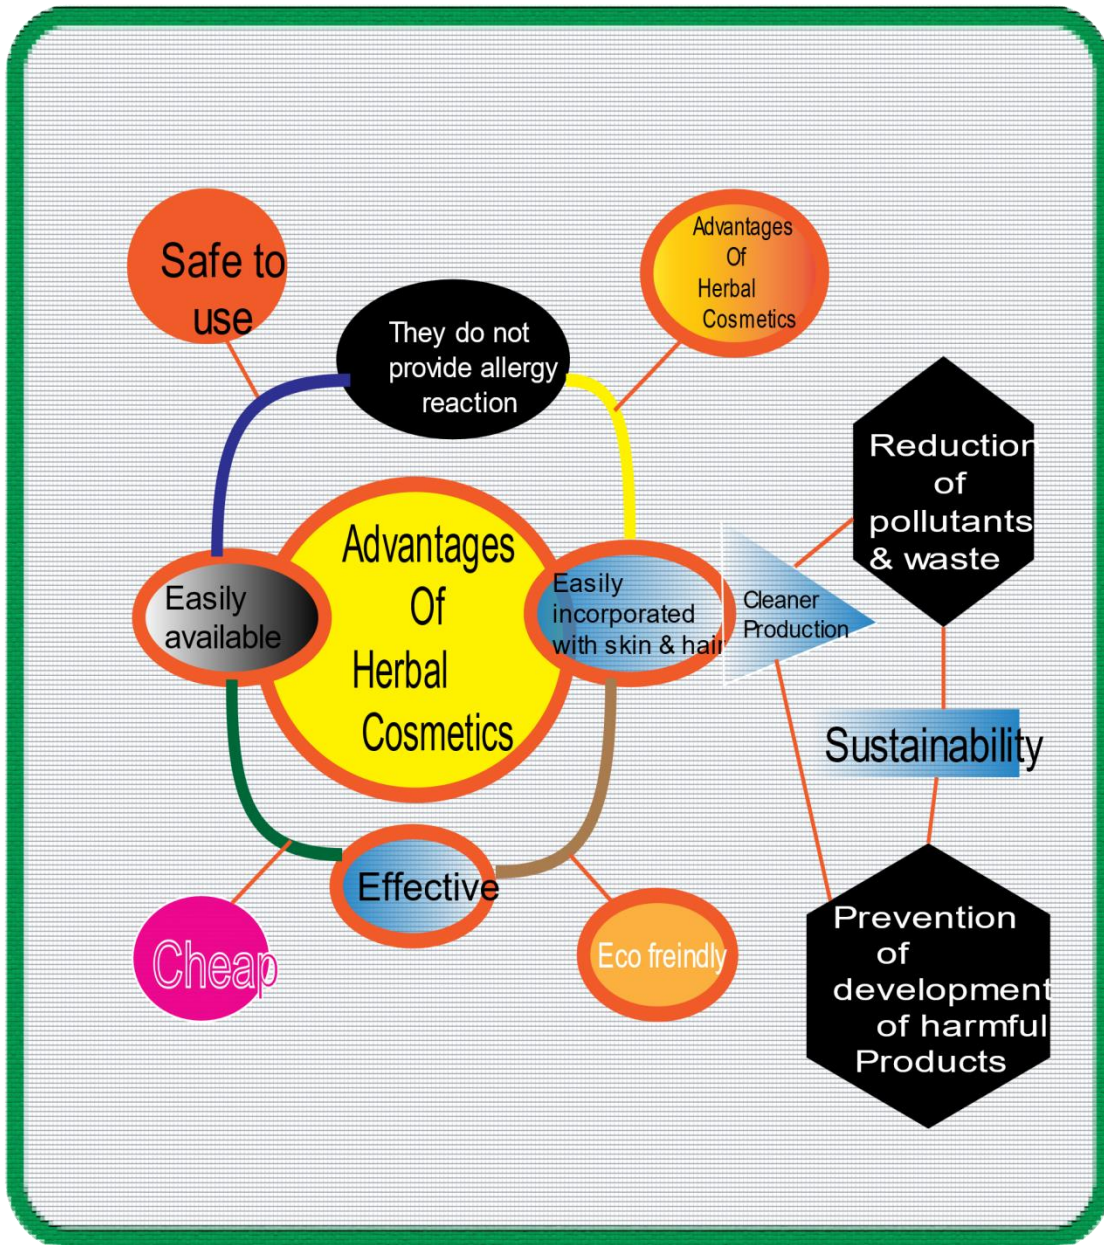 Safe to
use
Advantages
Of
Herbal
Cosmetics
They do not
provide allergy
reaction
Reduction
of
pollutants
& waste
Advantages
Of
Herbal
Cosmetics
Easily
available
Easily
incorporated
with skin & hair
Cleaner
Production
Sustainability
Effective
Cheap
Eco freindly
Prevention
of
development
of harmful
Products